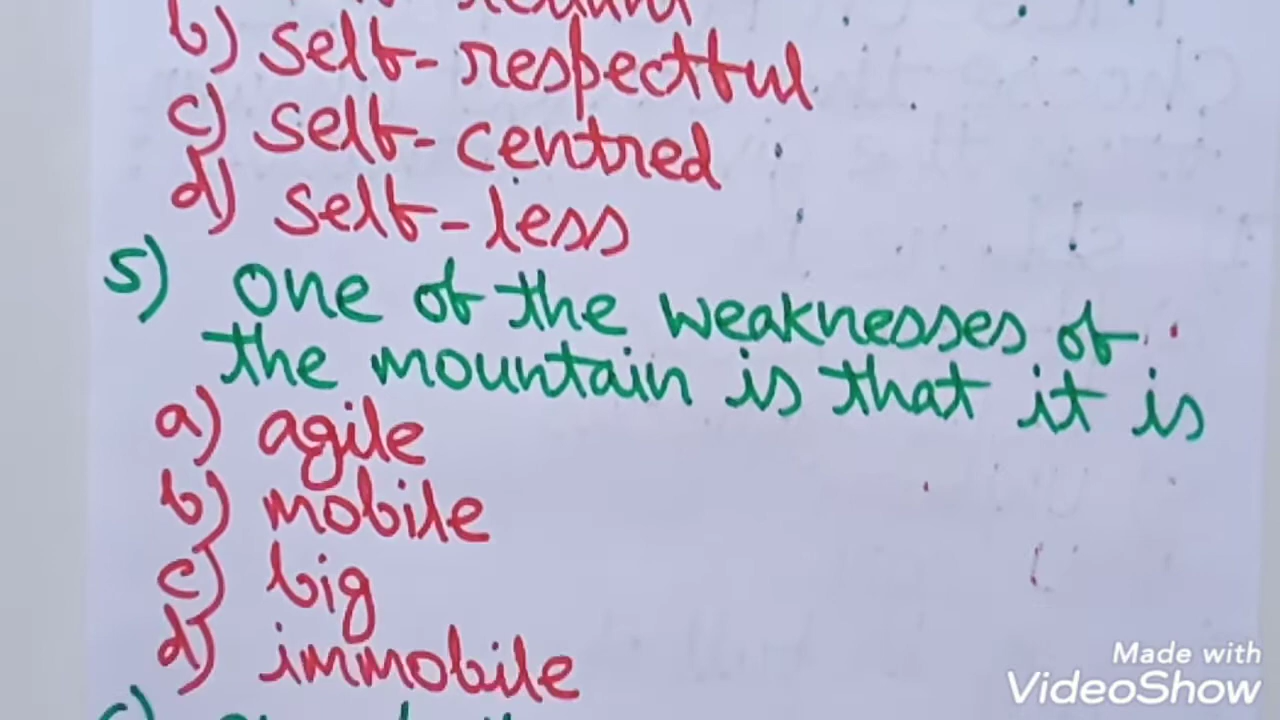 b) self-respectful
c) self-centred
d) self-less
5) one of the weaknesses of
the mountain is that it is
a) agile
b) mobile
c) big
d) immobile
Made with
VideoShow